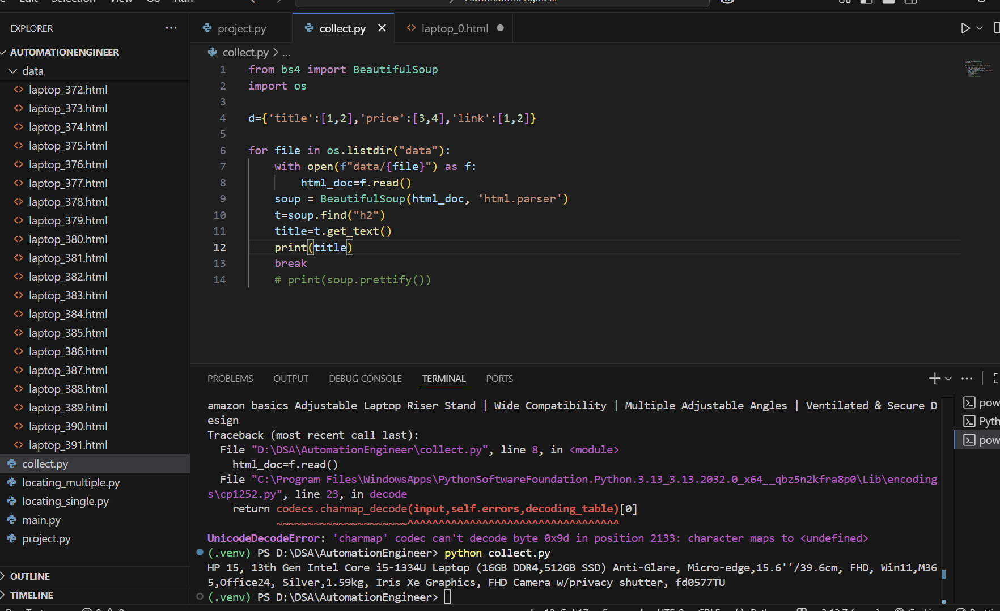 Edit Selection View Go Run
AutomationEngineer
EXPLORER
AUTOMATIONENGINEER
data
laptop_372.html
laptop_373.html
laptop_374.html
laptop_375.html
laptop_376.html
laptop_377.html
laptop_378.html
laptop_379.html
laptop_380.html
laptop_381.html
laptop_382.html
laptop_383.html
laptop_384.html
laptop_385.html
laptop_386.html
laptop_387.html
laptop_388.html
laptop_389.html
laptop_390.html
laptop_391.html
collect.py
locating_multiple.py
locating_single.py
main.py
project.py
OUTLINE
TIMELINE
project.py collect.py laptop_0.html
collect.py > ...
1 from bs4 import BeautifulSoup
2 import os
3
4 d={'title':[1,2],'price':[3,4],'link':[1,2]}
5
6 for file in os.listdir("data"):
7 with open(f"data/{file}") as f:
8 html_doc=f.read()
9 soup = BeautifulSoup(html_doc, 'html.parser')
10 t=soup.find("h2")
11 title=t.get_text()
12 print(title)
13 break
14 # print(soup.prettify())
PROBLEMS OUTPUT DEBUG CONSOLE TERMINAL PORTS
amazon basics Adjustable Laptop Riser Stand | Wide Compatibility | Multiple Adjustable Angles | Ventilated & Secure D
esign
Traceback (most recent call last):
File "D:\DSA\AutomationEngineer\collect.py", line 8, in <module>
html_doc=f.read()
File "C:\Program Files\WindowsApps\PythonSoftwareFoundation.Python.3.13_3.13.2032.0_x64__qbz5n2kfra8p0\Lib\encoding
s\cp1252.py", line 23, in decode
return codecs.charmap_decode(input,self.errors,decoding_table)[0]
~~~~~~~~~~~~~~~~~~~~~^^^^^^^^^^^^^^^^^^^^^^^^^^^^^^^^^^
UnicodeDecodeError: 'charmap' codec can't decode byte 0x9d in position 2133: character maps to <undefined>
(.venv) PS D:\DSA\AutomationEngineer> python collect.py
HP 15, 13th Gen Intel Core i5-1334U Laptop (16GB DDR4,512GB SSD) Anti-Glare, Micro-edge,15.6''/39.6cm, FHD, Win11,M36
5,Office24, Silver,1.59kg, Iris Xe Graphics, FHD Camera w/privacy shutter, fd0577TU
(.venv) PS D:\DSA\AutomationEngineer>
pow
Pyth
pow